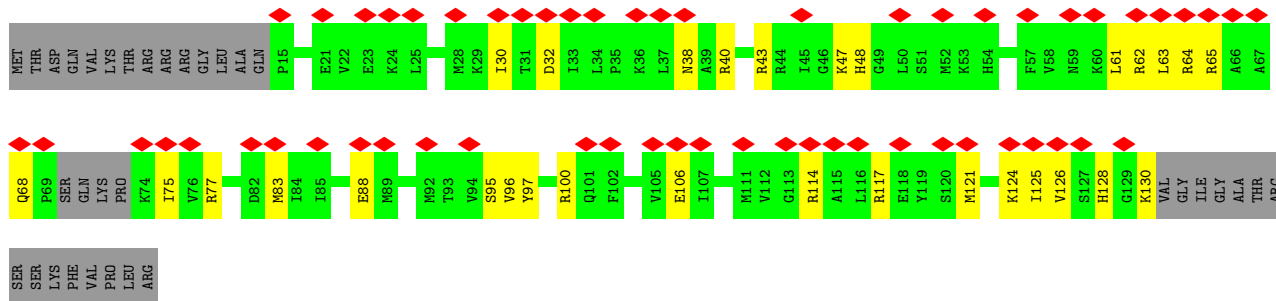 MET THR ASP GLN VAL LYS THR ARG ARG ARG GLY LEU ALA GLN P15 E21 V22 E23 K24 L25 M28 K29 I30 T31 D32 I33 L34 P35 K36 L37 N38 A39 R40 R43 R44 I45 G46 K47 H48 G49 L50 S51 M52 K53 H54 F57 V58 N59 K60 L61 R62 L63 R64 R65 A66 A67
Q68 P69 SER GLN LYS PRO K74 I75 V76 R77 D82 M83 I84 I85 E88 M89 M92 T93 V94 S95 V96 Y97 R100 Q101 F102 V105 E106 I107 M111 V112 G113 R114 A115 L116 R117 E118 Y119 S120 M121 K124 I125 V126 S127 H128 G129 K130 VAL GLY ILE GLY ALA THR ARG
SER SER LYS PHE VAL PRO LEU ARG